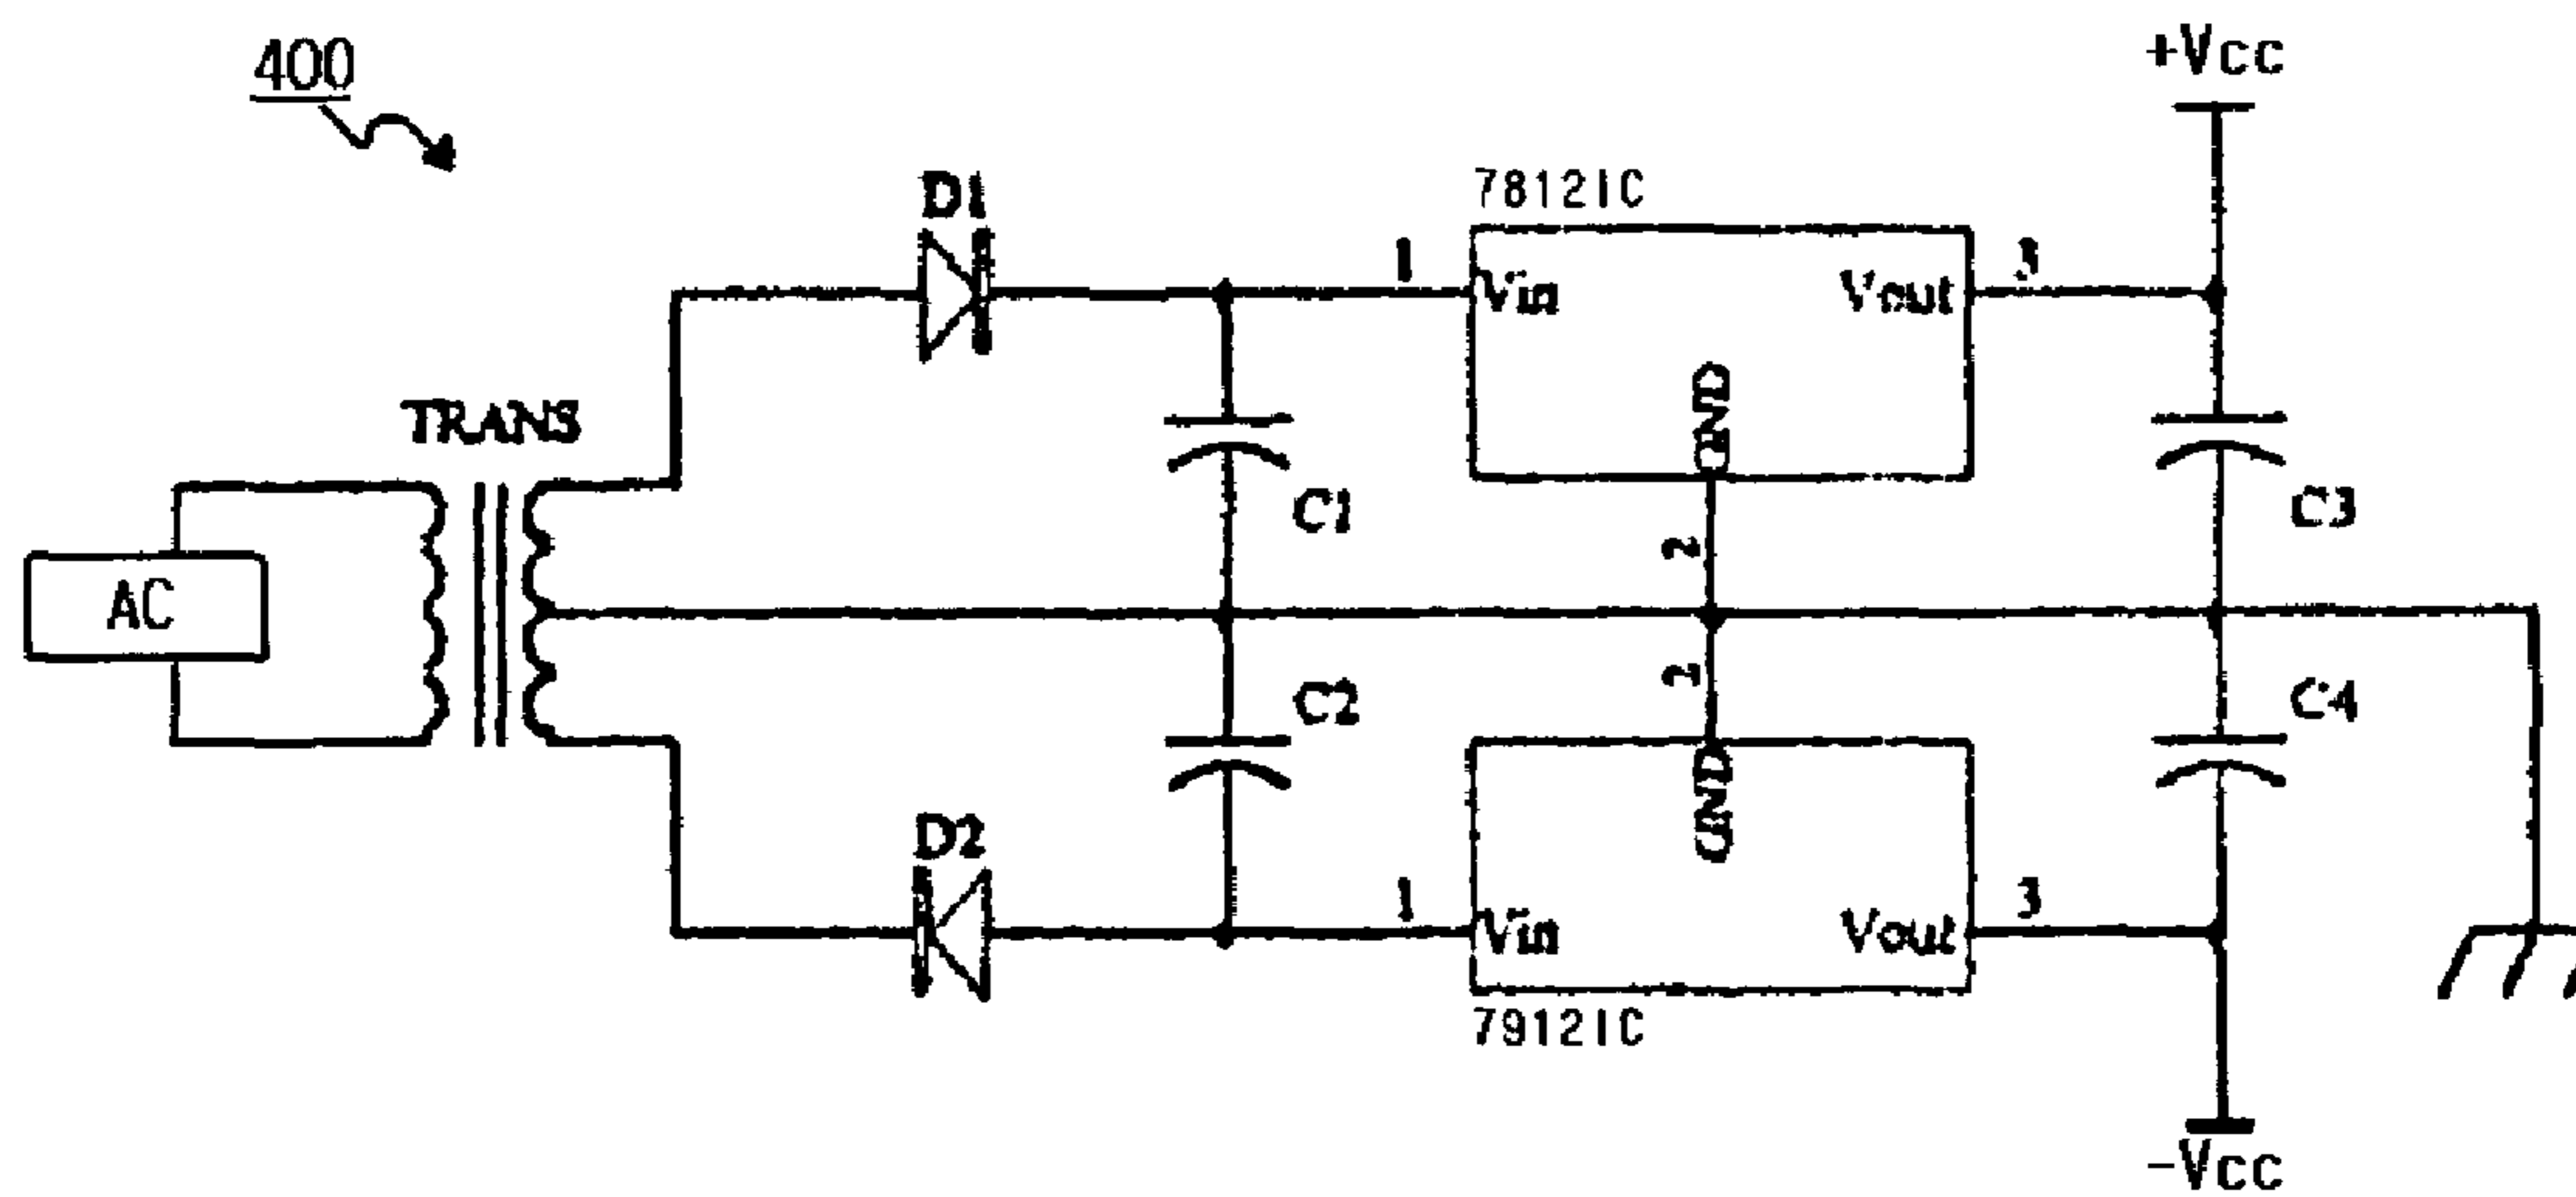 400
+Vcc
D1
7812IC
1
Vin
Vout
3
GND
TRANS
C1
2
C3
AC
2
C2
C4
GND
D2
1
Vin
Vout
3
7912IC
-Vcc